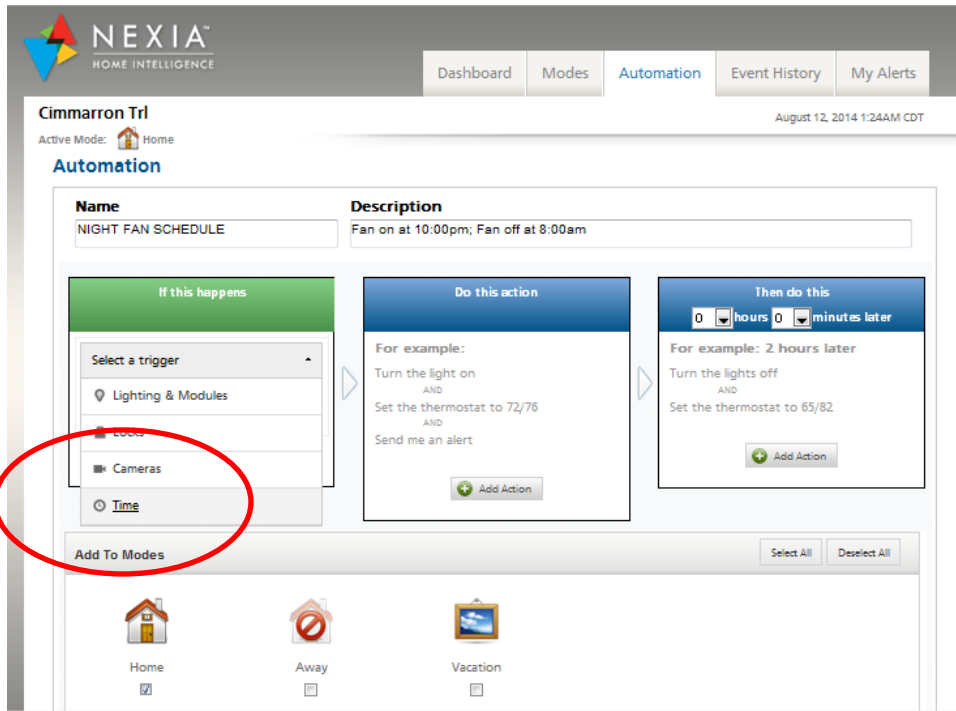 NEXIA™
HOME INTELLIGENCE
Dashboard Modes Automation Event History My Alerts
Cimmarron Trl
August 12, 2014 1:24AM CDT
Active Mode: Home
Automation
Name Description
NIGHT FAN SCHEDULE Fan on at 10:00pm; Fan off at 8:00am
If this happens
Select a trigger
Lighting & Modules
Locks
Cameras
Time
Do this action
For example:
Turn the light on
AND
Set the thermostat to 72/76
AND
Send me an alert
Add Action
Then do this
0 hours 0 minutes later
For example: 2 hours later
Turn the lights off
AND
Set the thermostat to 65/82
Add Action
Add To Modes
Select All Deselect All
Home Away Vacation